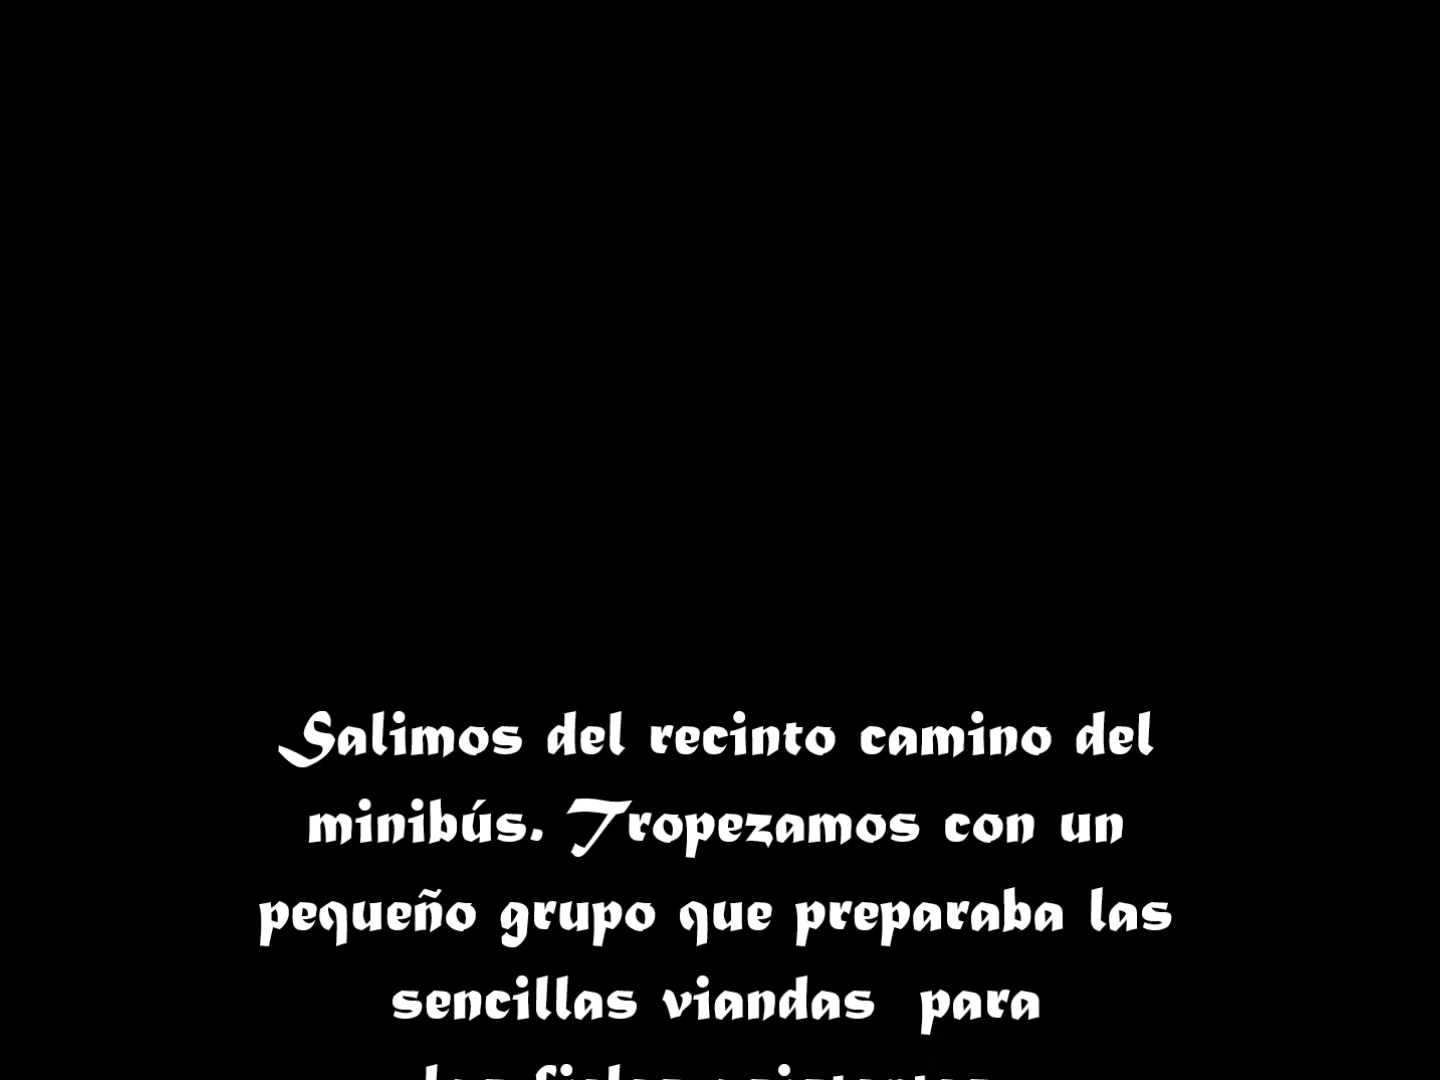 Salimos del recinto camino del
minibús. Tropezamos con un
pequeño grupo que preparaba las
sencillas viandas para